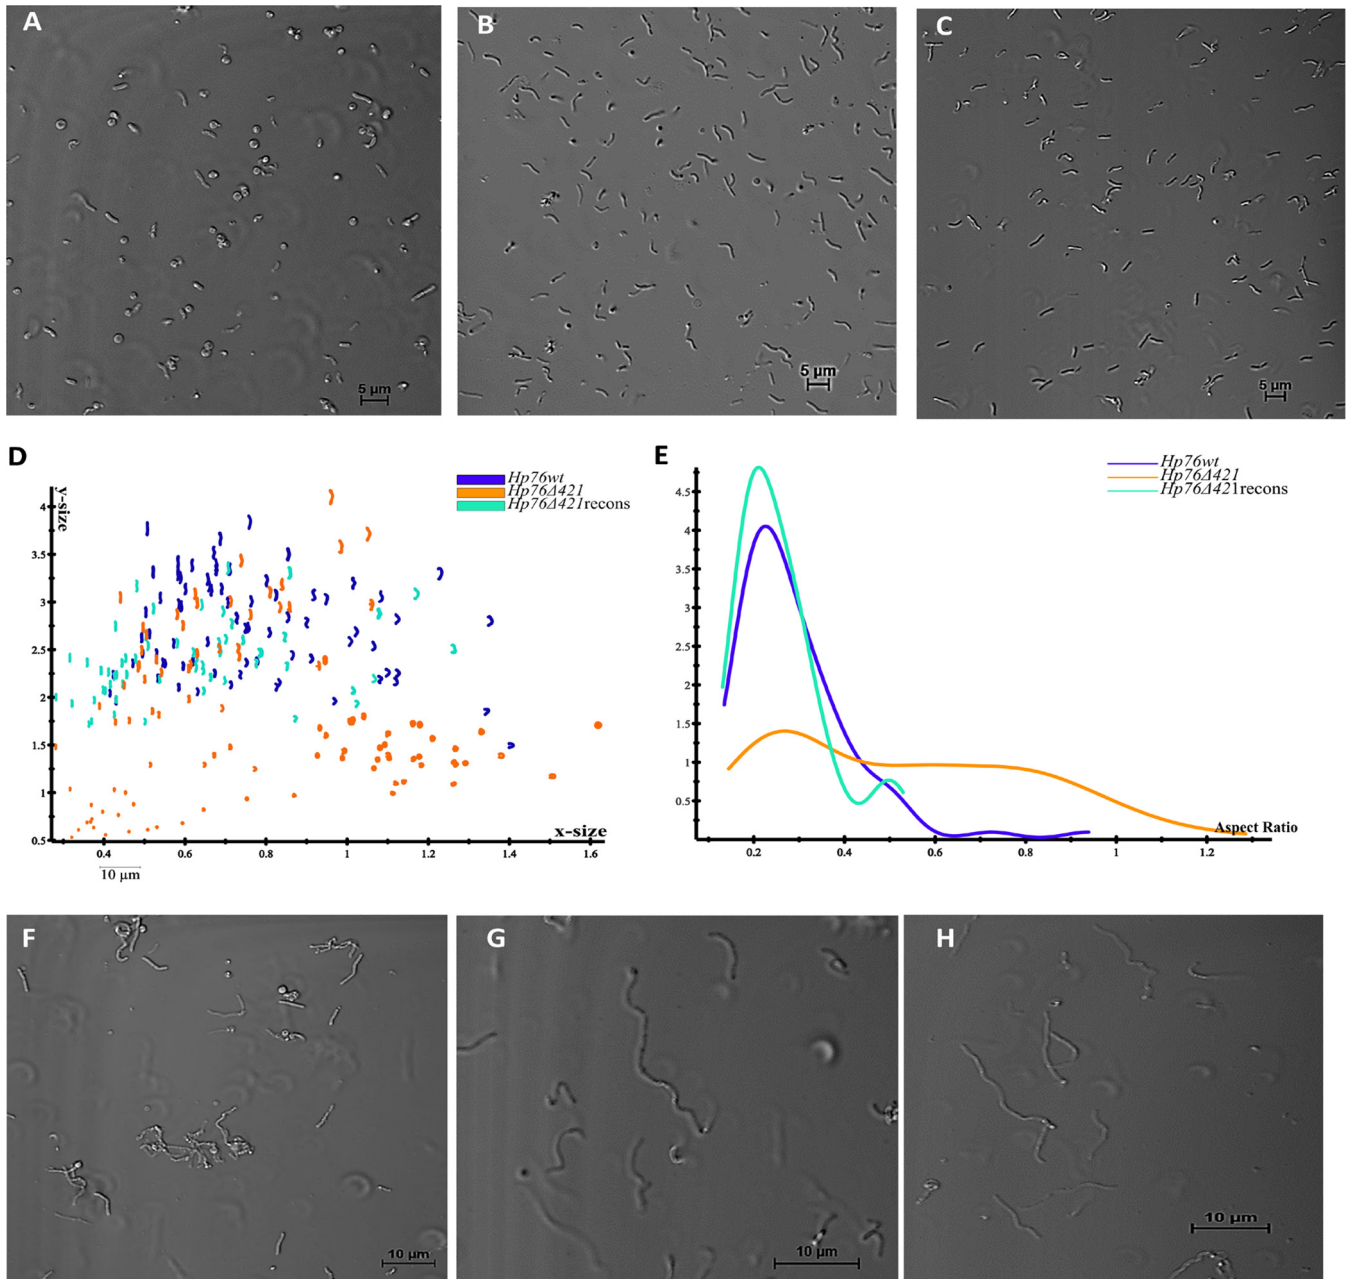 A
B
C
5 µm
5 µm
5 µm
D
E
y-size
Hp76wt
Hp76Δ421
Hp76Δ421recons
4
3.5
3
2.5
2
1.5
1
0.5
0.4
0.6
0.8
1
1.2
1.4
1.6
x-size
10 µm
Hp76wt
Hp76Δ421
Hp76Δ421recons
4.5
4
3.5
3
2.5
2
1.5
1
0.5
0.2
0.4
0.6
0.8
1
1.2
Aspect Ratio
F
G
H
10 µm
10 µm
10 µm